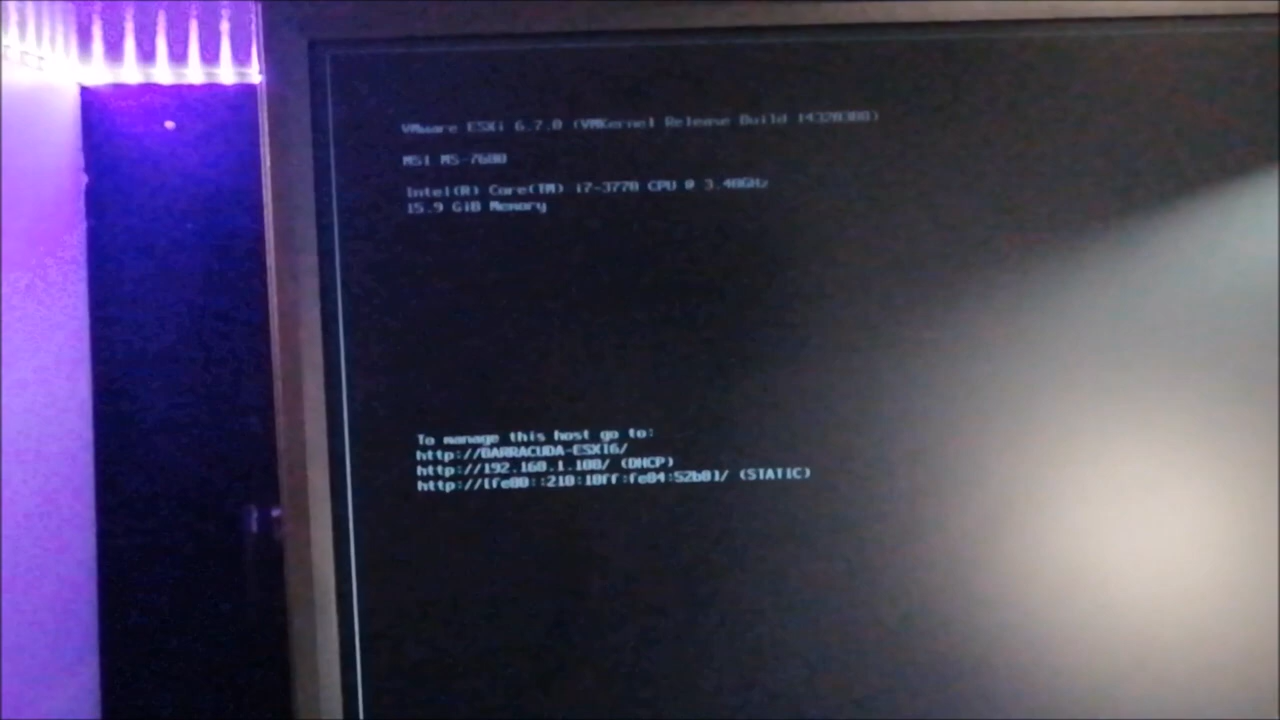 VMware ESXi 6.7.0 (VMKernel Release Build 14320388)
MSI MS-7680
Intel(R) Core(TM) i7-3770 CPU @ 3.40GHz
15.9 GiB Memory
To manage this host go to:
http://BARRACUDA-ESXI6/
http://192.168.1.100/ (DHCP)
(STATIC)